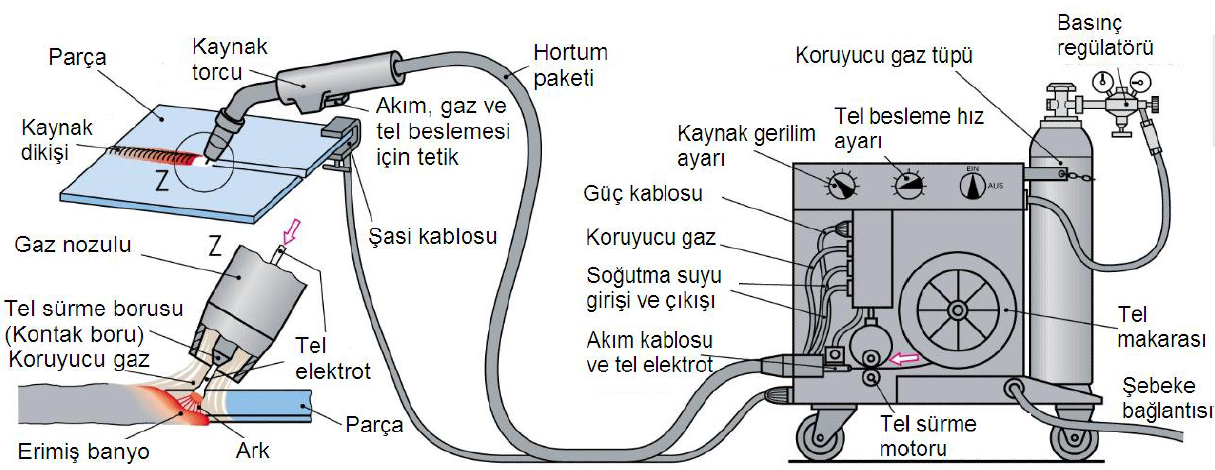 Parça
Kaynak
torcu
Hortum
paketi
Akım, gaz ve
tel beslemesi
için tetik
Kaynak
dikişi
Z
Şasi kablosu
Basınç
regülatörü
Koruyucu gaz tüpü
Tel besleme hız
ayarı
Kaynak gerilim
ayarı
EIN
AUS
Güç kablosu
Koruyucu gaz
Soğutma suyu
girişi ve çıkışı
Akım kablosu
ve tel elektrot
Tel
makarası
Şebeke
bağlantısı
Tel sürme
motoru
Gaz nozulu
Z
Tel sürme borusu
(Kontak boru)
Koruyucu gaz
Tel
elektrot
Parça
Erimiş banyo
Ark